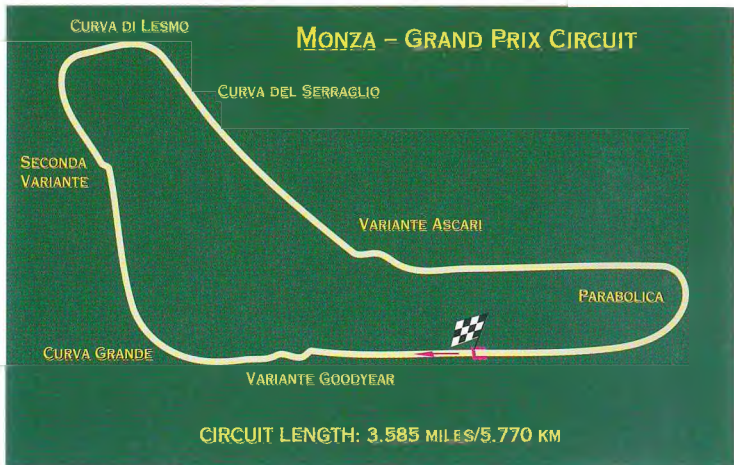 CURVA DI LESMO
MONZA – GRAND PRIX CIRCUIT
CURVA DEL SERRAGLIO
SECONDA
VARIANTE
VARIANTE ASCARI
PARABOLICA
CURVA GRANDE
VARIANTE GOODYEAR
CIRCUIT LENGTH: 3.585 MILES/5.770 KM